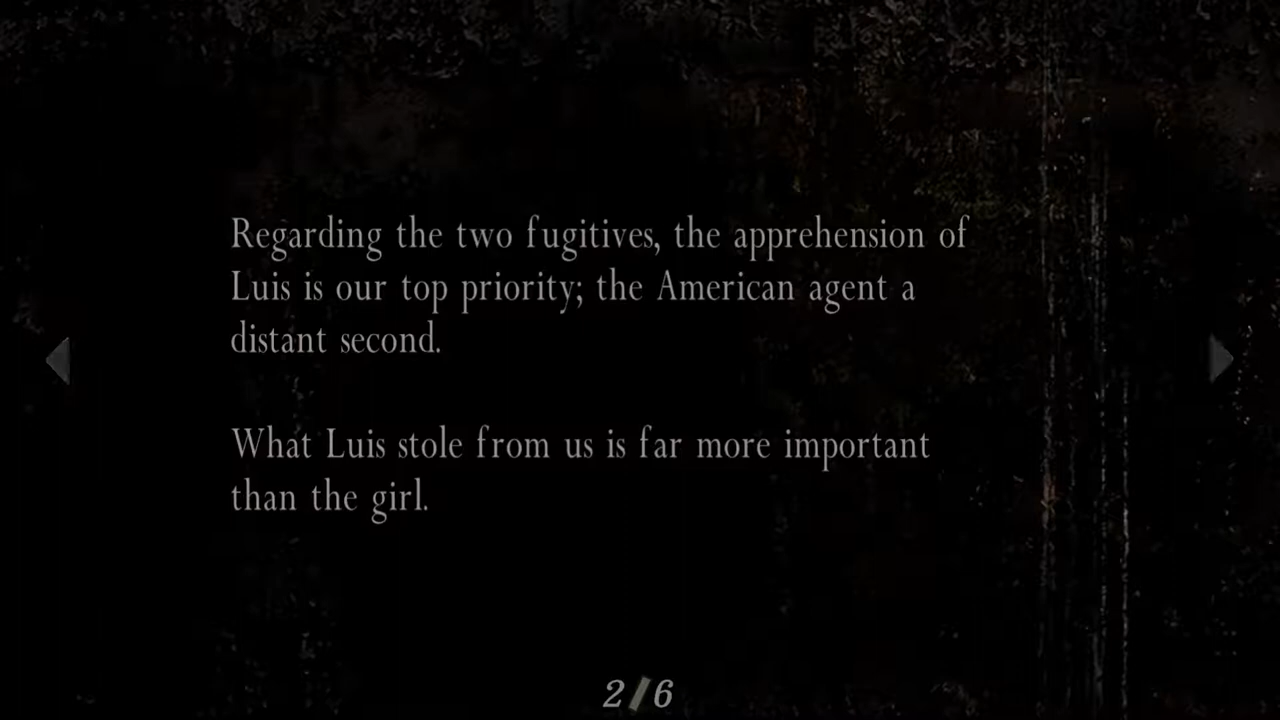 Regarding the two fugitives, the apprehension of
Luis is our top priority; the American agent a
distant second.
What Luis stole from us is far more important
than the girl.
2/6